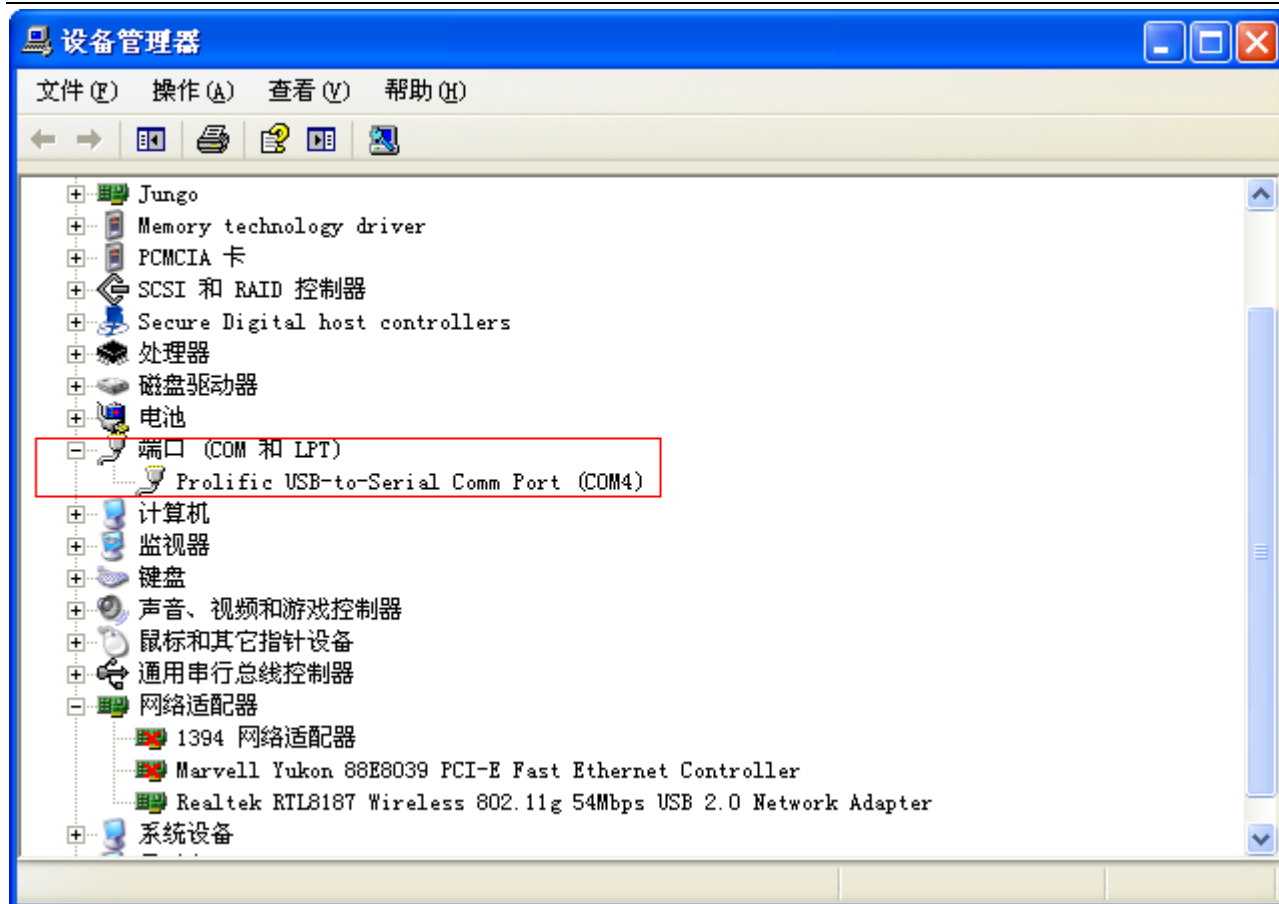 设备管理器
文件(F) 操作(A) 查看(V) 帮助(H)
Jungo
Memory technology driver
PCMCIA 卡
SCSI 和 RAID 控制器
Secure Digital host controllers
处理器
磁盘驱动器
电池
端口 (COM 和 LPT)
Prolific USB-to-Serial Comm Port (COM4)
计算机
监视器
键盘
声音、视频和游戏控制器
鼠标和其它指针设备
通用串行总线控制器
网络适配器
1394 网络适配器
Marvell Yukon 88E8039 PCI-E Fast Ethernet Controller
Realtek RTL8187 Wireless 802.11g 54Mbps USB 2.0 Network Adapter
系统设备